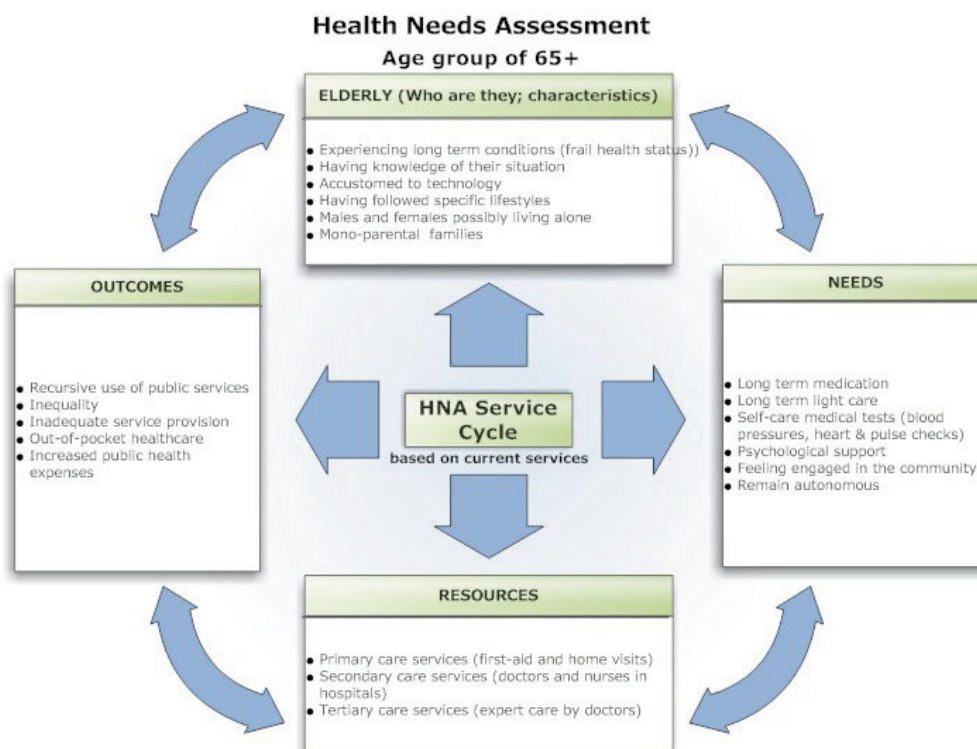 Health Needs Assessment
Age group of 65+
ELDERLY (Who are they; characteristics)
● Experiencing long term conditions (frail health status))
● Having knowledge of their situation
● Accustomed to technology
● Having followed specific lifestyles
● Males and females possibly living alone
● Mono-parental families
OUTCOMES
● Recursive use of public services
● Inequality
● Inadequate service provision
● Out-of-pocket healthcare
● Increased public health
expenses
HNA Service
Cycle
based on current services
NEEDS
● Long term medication
● Long term light care
● Self-care medical tests (blood
pressures, heart & pulse checks)
● Psychological support
● Feeling engaged in the community
● Remain autonomous
RESOURCES
● Primary care services (first-aid and home visits)
● Secondary care services (doctors and nurses in
hospitals)
● Tertiary care services (expert care by doctors)